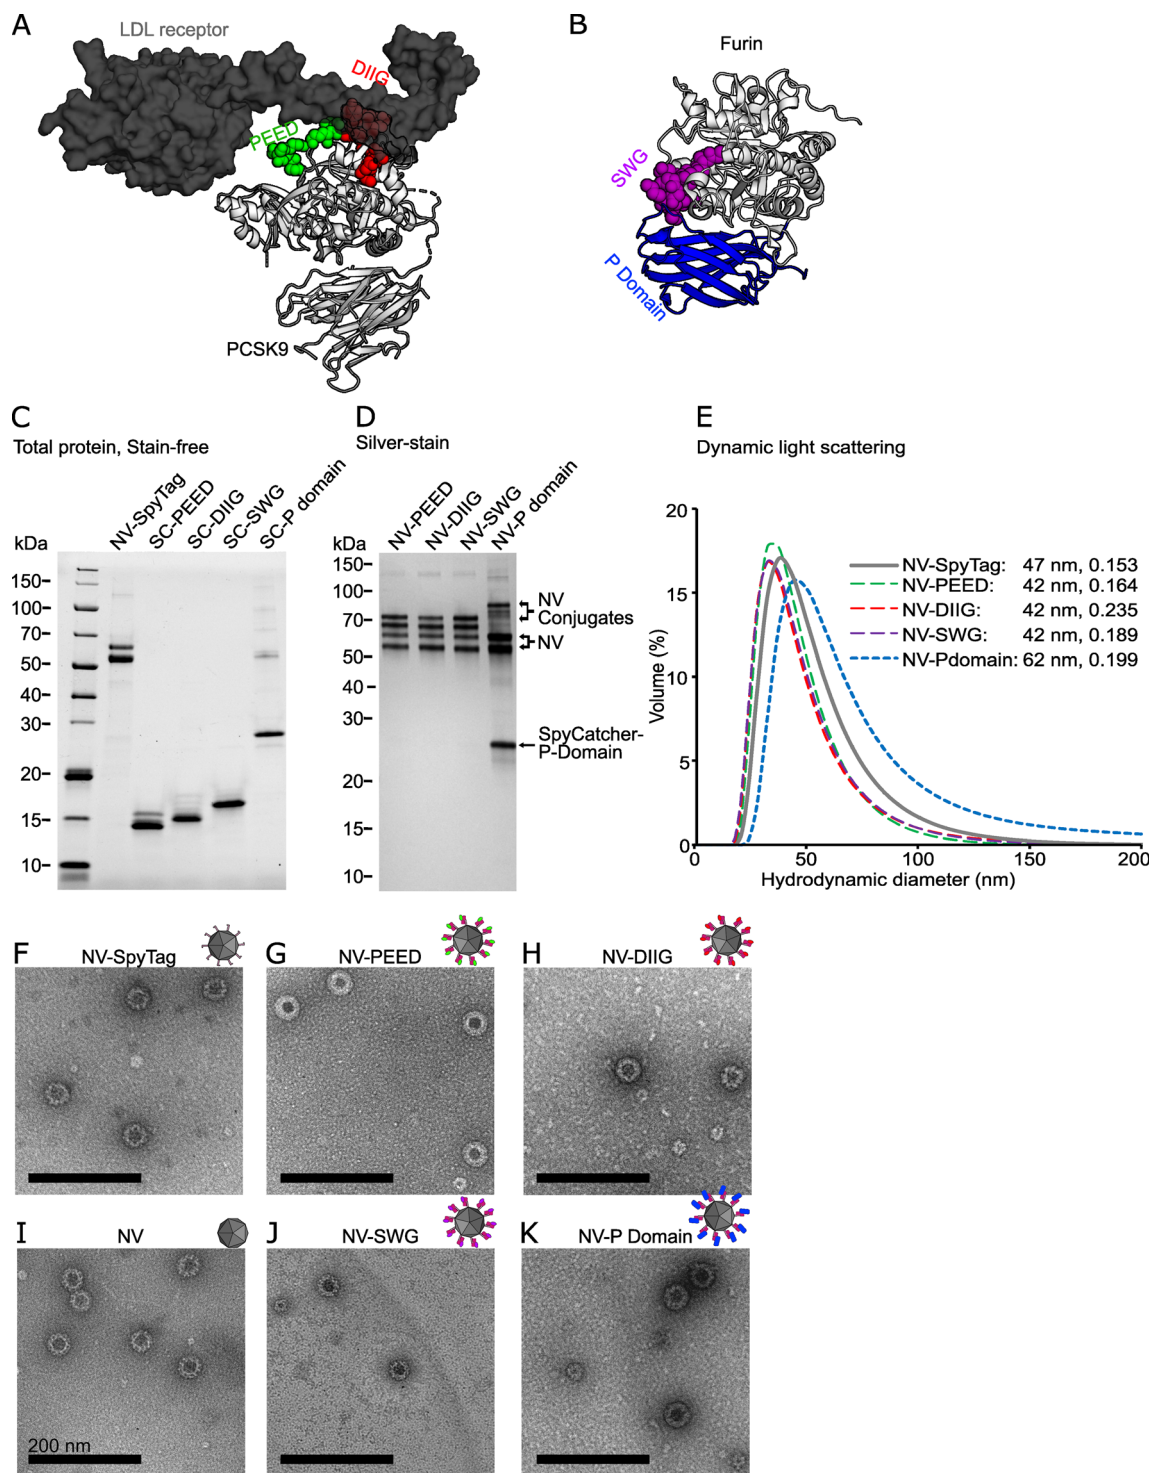 A
LDL receptor
DIIG
PEED
PCSK9
B
Furin
SWG
P Domain
C
Total protein, Stain-free
kDa
NV-SpyTag
SC-PEED
SC-DIIG
SC-SWG
SC-P domain
150
100
70
50
40
30
20
15
10
D
Silver-stain
kDa
NV-PEED
NV-DIIG
NV-SWG
NV-P domain
150
100
70
50
40
30
20
15
10
NV
Conjugates
NV
SpyCatcher-
P-Domain
E
Dynamic light scattering
Volume (%)
20
15
10
5
0
0
50
100
150
200
Hydrodynamic diameter (nm)
NV-SpyTag: 47 nm, 0.153
NV-PEED: 42 nm, 0.164
NV-DIIG: 42 nm, 0.235
NV-SWG: 42 nm, 0.189
NV-Pdomain: 62 nm, 0.199
F
NV-SpyTag
G
NV-PEED
H
NV-DIIG
I
NV
200 nm
J
NV-SWG
K
NV-P Domain